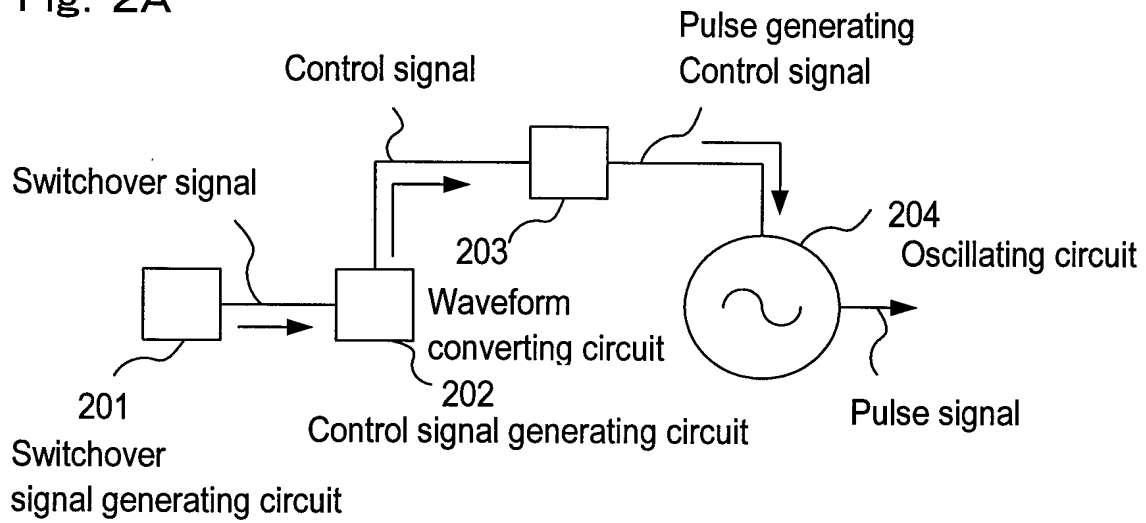 Fig. 2A
Pulse generating
Control signal
Control signal
Switchover signal
203
204
Oscillating circuit
Waveform
converting circuit
201
202
Pulse signal
Control signal generating circuit
Switchover
signal generating circuit